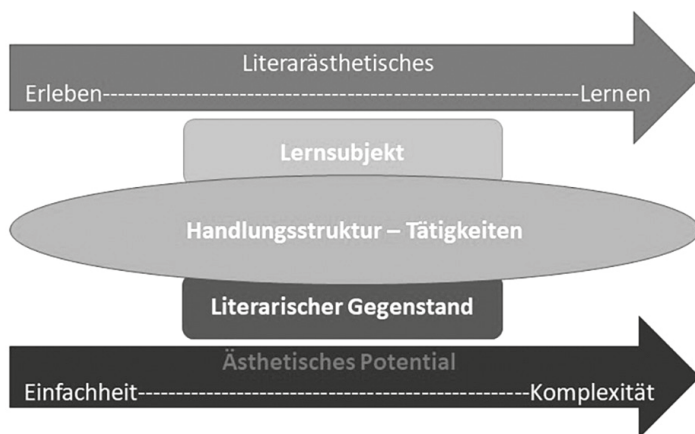 Literarästhetisches
Erleben------------------------------------------------------------Lernen
Lernsubjekt
Handlungsstruktur – Tätigkeiten
Literarischer Gegenstand
Ästhetisches Potential
Einfachheit-------------------------------------------------Komplexität